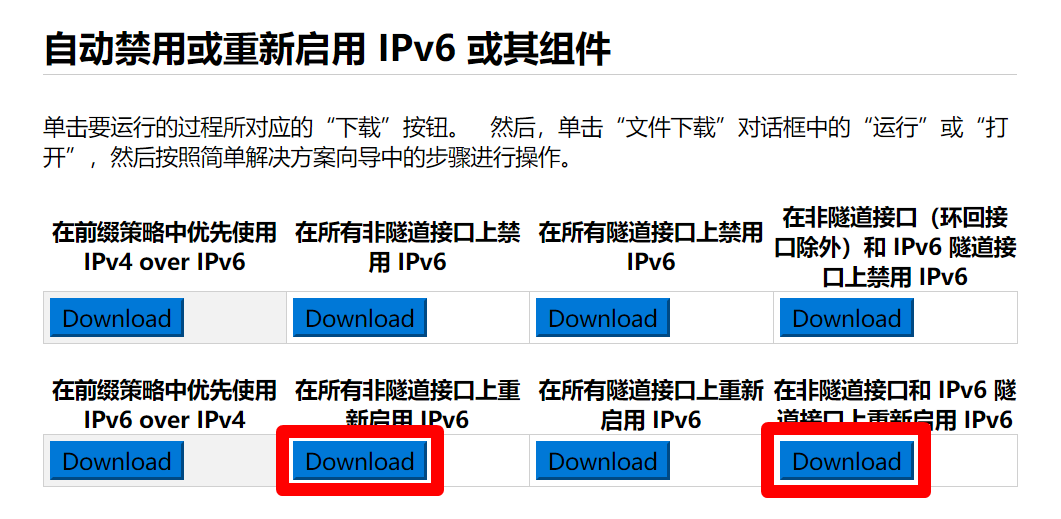 自动禁用或重新启用 IPv6 或其组件
单击要运行的过程所对应的“下载”按钮。 然后，单击“文件下载”对话框中的“运行”或“打
开”，然后按照简单解决方案向导中的步骤进行操作。
在前缀策略中优先使用
IPv4 over IPv6
在所有非隧道接口上禁
用 IPv6
在所有隧道接口上禁用
IPv6
在非隧道接口（环回接
口除外）和 IPv6 隧道接
口上禁用 IPv6
Download
Download
Download
Download
在前缀策略中优先使用
IPv6 over IPv4
在所有非隧道接口上重
新启用 IPv6
在所有隧道接口上重新
启用 IPv6
在非隧道接口和 IPv6 隧
道接口上重新启用 IPv6
Download
Download
Download
Download